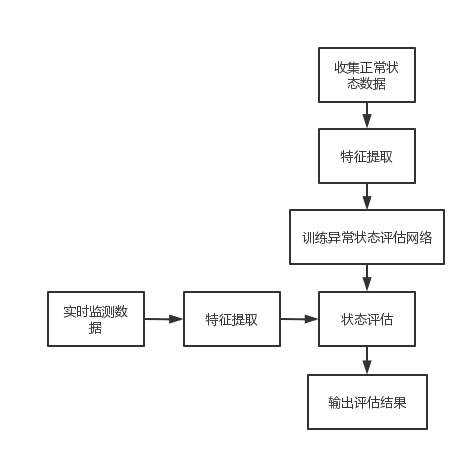 收集正常状
态数据
特征提取
训练异常状态评估网络
实时监测数
据
特征提取
状态评估
输出评估结果